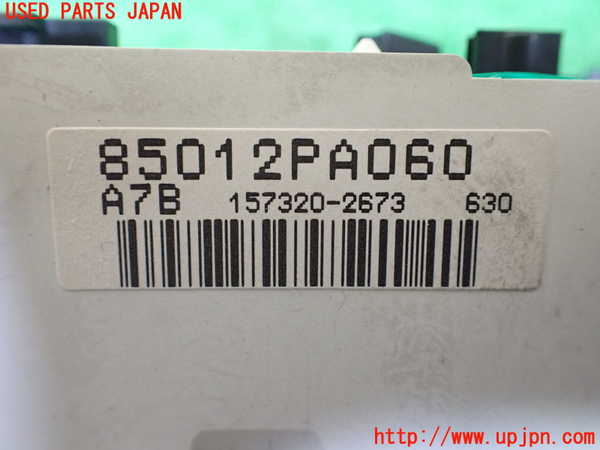 USED PARTS JAPAN
85012PA060
A7B 157320-2673 630
http://www.upjpn.com/